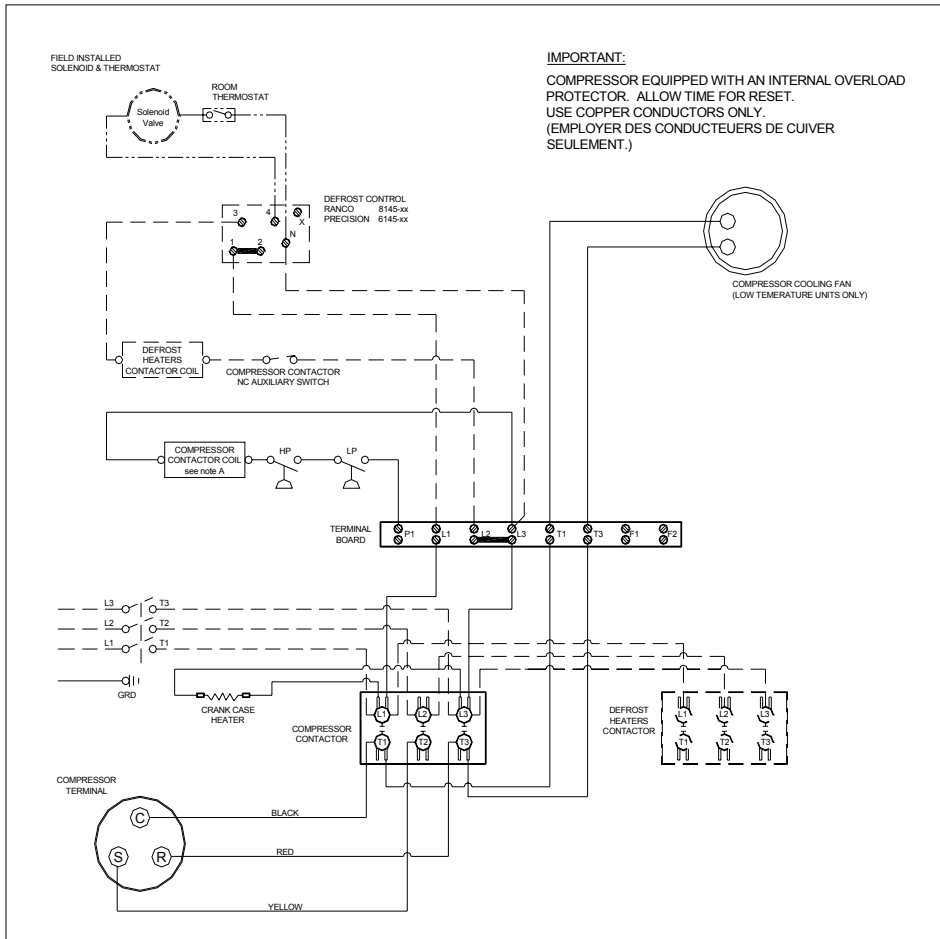 FIELD INSTALLED
SOLENOID & THERMOSTAT
IMPORTANT:
COMPRESSOR EQUIPPED WITH AN INTERNAL OVERLOAD
PROTECTOR. ALLOW TIME FOR RESET.
USE COPPER CONDUCTORS ONLY.
(EMPLOYER DES CONDUCTEUERS DE CUIVER
SEULEMENT.)
ROOM
THERMOSTAT
Solenoid
Valve
DEFROST CONTROL
RANCO 8145-xx
PRECISION 6145-xx
3
4
X
1
2
N
COMPRESSOR COOLING FAN
(LOW TEMERATURE UNITS ONLY)
DEFROST
HEATERS
CONTACTOR COIL
COMPRESSOR CONTACTOR
NC AUXILIARY SWITCH
COMPRESSOR
CONTACTOR COIL
see note A
HP
LP
TERMINAL
BOARD
P1
L1
L2
L3
T1
T3
F1
F2
L3
T3
L2
T2
L1
T1
GRD
CRANK CASE
HEATER
COMPRESSOR
CONTACTOR
L1
L2
L3
T1
T2
T3
DEFROST
HEATERS
CONTACTOR
L1
L2
L3
T1
T2
T3
COMPRESSOR
TERMINAL
C
S
R
BLACK
RED
YELLOW